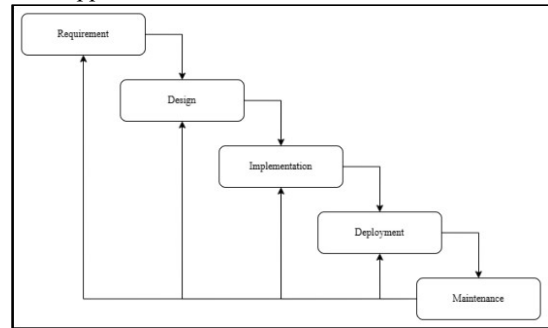 Requirement
Design
Implementation
Deployment
Maintenance